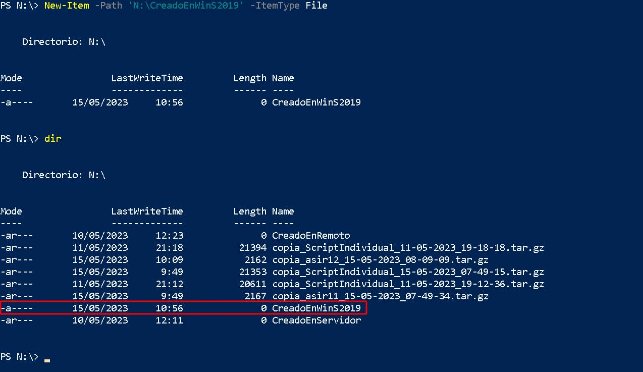 PS N:\> New-Item -Path 'N:\CreadoEnWinS2019' -ItemType File
Directorio: N:\
Mode LastWriteTime Length Name
---- ------------- ------ ----
-a---- 15/05/2023 10:56 0 CreadoEnWinS2019
PS N:\> dir
Directorio: N:\
Mode LastWriteTime Length Name
---- ------------- ------ ----
-ar--- 10/05/2023 12:23 0 CreadoEnRemoto
-ar--- 11/05/2023 21:18 21394 copia_ScriptIndividual_11-05-2023_19-18-18.tar.gz
-ar--- 15/05/2023 10:09 2162 copia_asir12_15-05-2023_08-09-09.tar.gz
-ar--- 15/05/2023 9:49 21353 copia_ScriptIndividual_15-05-2023_07-49-15.tar.gz
-ar--- 11/05/2023 21:12 20611 copia_ScriptIndividual_11-05-2023_19-12-36.tar.gz
-ar--- 15/05/2023 9:49 2167 copia_asir11_15-05-2023_07-49-34.tar.gz
-a---- 15/05/2023 10:56 0 CreadoEnWinS2019
-ar--- 10/05/2023 12:11 0 CreadoEnServidor
PS N:\> _